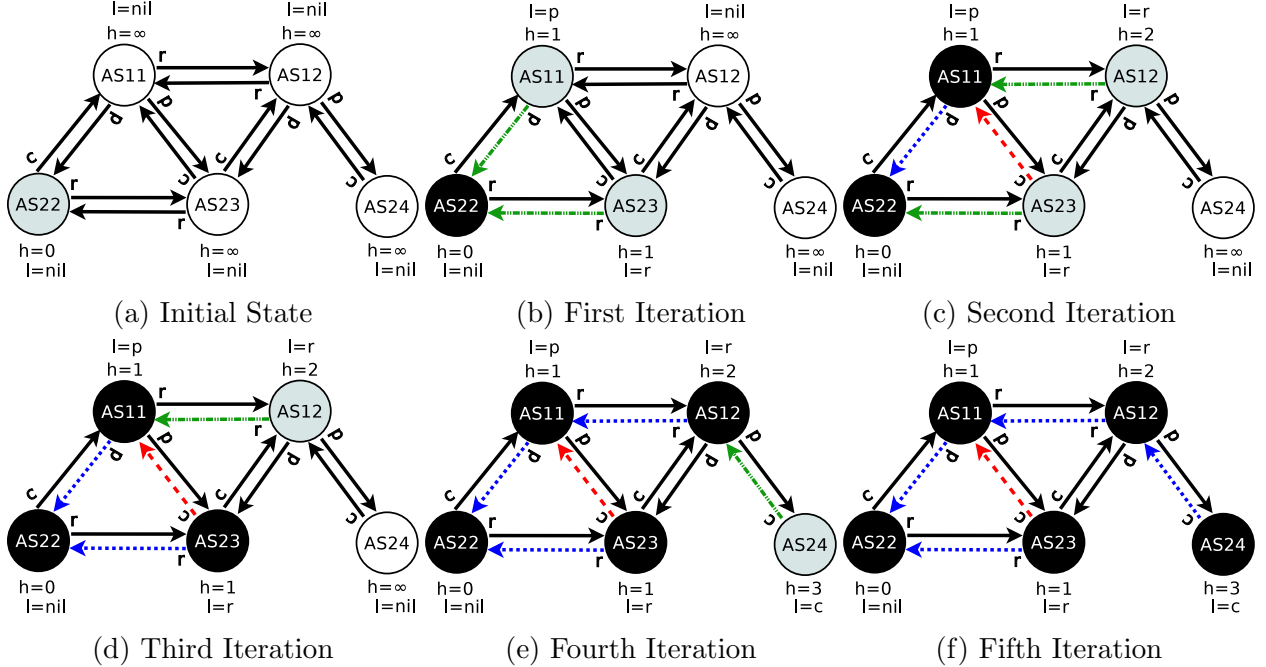 l=nil
h=∞
AS11
l=nil
h=∞
AS12
r
r
p
p
p
p
c
c
c
c
AS22
r
r
AS23
AS24
h=0
l=nil
h=∞
l=nil
h=∞
l=nil
(a) Initial State
l=p
h=1
AS11
l=nil
h=∞
AS12
r
r
p
p
p
p
c
c
c
c
AS22
r
r
AS23
AS24
h=0
l=nil
h=1
l=r
h=∞
l=nil
(b) First Iteration
l=p
h=1
AS11
l=r
h=2
AS12
r
r
p
p
p
p
c
c
c
c
AS22
r
r
AS23
AS24
h=0
l=nil
h=1
l=r
h=∞
l=nil
(c) Second Iteration
l=p
h=1
AS11
l=r
h=2
AS12
r
r
p
p
p
p
c
c
c
c
AS22
r
r
AS23
AS24
h=0
l=nil
h=1
l=r
h=∞
l=nil
(d) Third Iteration
l=p
h=1
AS11
l=r
h=2
AS12
r
r
p
p
p
p
c
c
c
c
AS22
r
r
AS23
AS24
h=0
l=nil
h=1
l=r
h=3
l=c
(e) Fourth Iteration
l=p
h=1
AS11
l=r
h=2
AS12
r
r
p
p
p
p
c
c
c
c
AS22
r
r
AS23
AS24
h=0
l=nil
h=1
l=r
h=3
l=c
(f) Fifth Iteration